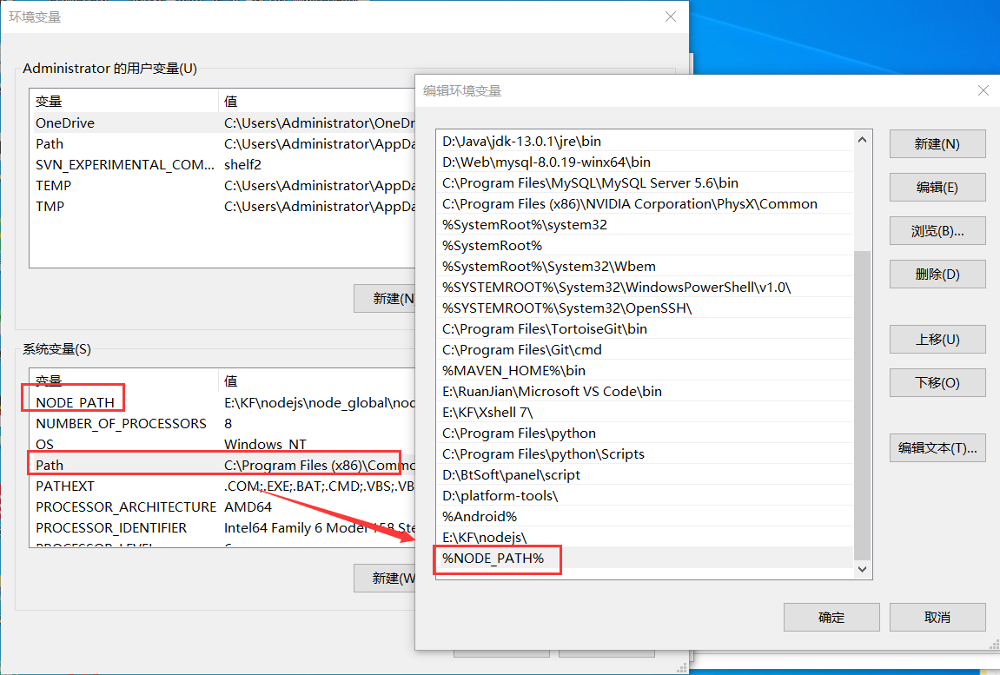 环境变量
Administrator 的用户变量(U)
变量 值
OneDrive C:\Users\Administrator\OneDr
Path C:\Users\Administrator\AppDa
SVN_EXPERIMENTAL_COM... shelf2
TEMP C:\Users\Administrator\AppDa
TMP C:\Users\Administrator\AppDa
新建(N
系统变量(S)
变量 值
NODE_PATH E:\KF\nodejs\node_global\noc
NUMBER_OF_PROCESSORS 8
OS Windows_NT
Path C:\Program Files (x86)\Commo
PATHEXT .COM;.EXE;.BAT;.CMD;.VBS;.VB
PROCESSOR_ARCHITECTURE AMD64
PROCESSOR_IDENTIFIER Intel64 Family 6 Model 158 Ste
PROCESSOR_LEVEL 6
新建(W
编辑环境变量
D:\Java\jdk-13.0.1\jre\bin
D:\Web\mysql-8.0.19-winx64\bin
C:\Program Files\MySQL\MySQL Server 5.6\bin
C:\Program Files (x86)\NVIDIA Corporation\PhysX\Common
%SystemRoot%\system32
%SystemRoot%
%SystemRoot%\System32\Wbem
%SYSTEMROOT%\System32\WindowsPowerShell\v1.0\
%SYSTEMROOT%\System32\OpenSSH\
C:\Program Files\TortoiseGit\bin
C:\Program Files\Git\cmd
%MAVEN_HOME%\bin
E:\RuanJian\Microsoft VS Code\bin
E:\KF\Xshell 7\
C:\Program Files\python
C:\Program Files\python\Scripts
D:\BtSoft\panel\script
D:\platform-tools\
%Android%
E:\KF\nodejs\
%NODE_PATH%
新建(N)
编辑(E)
浏览(B)...
删除(D)
上移(U)
下移(O)
编辑文本(T)...
确定
取消